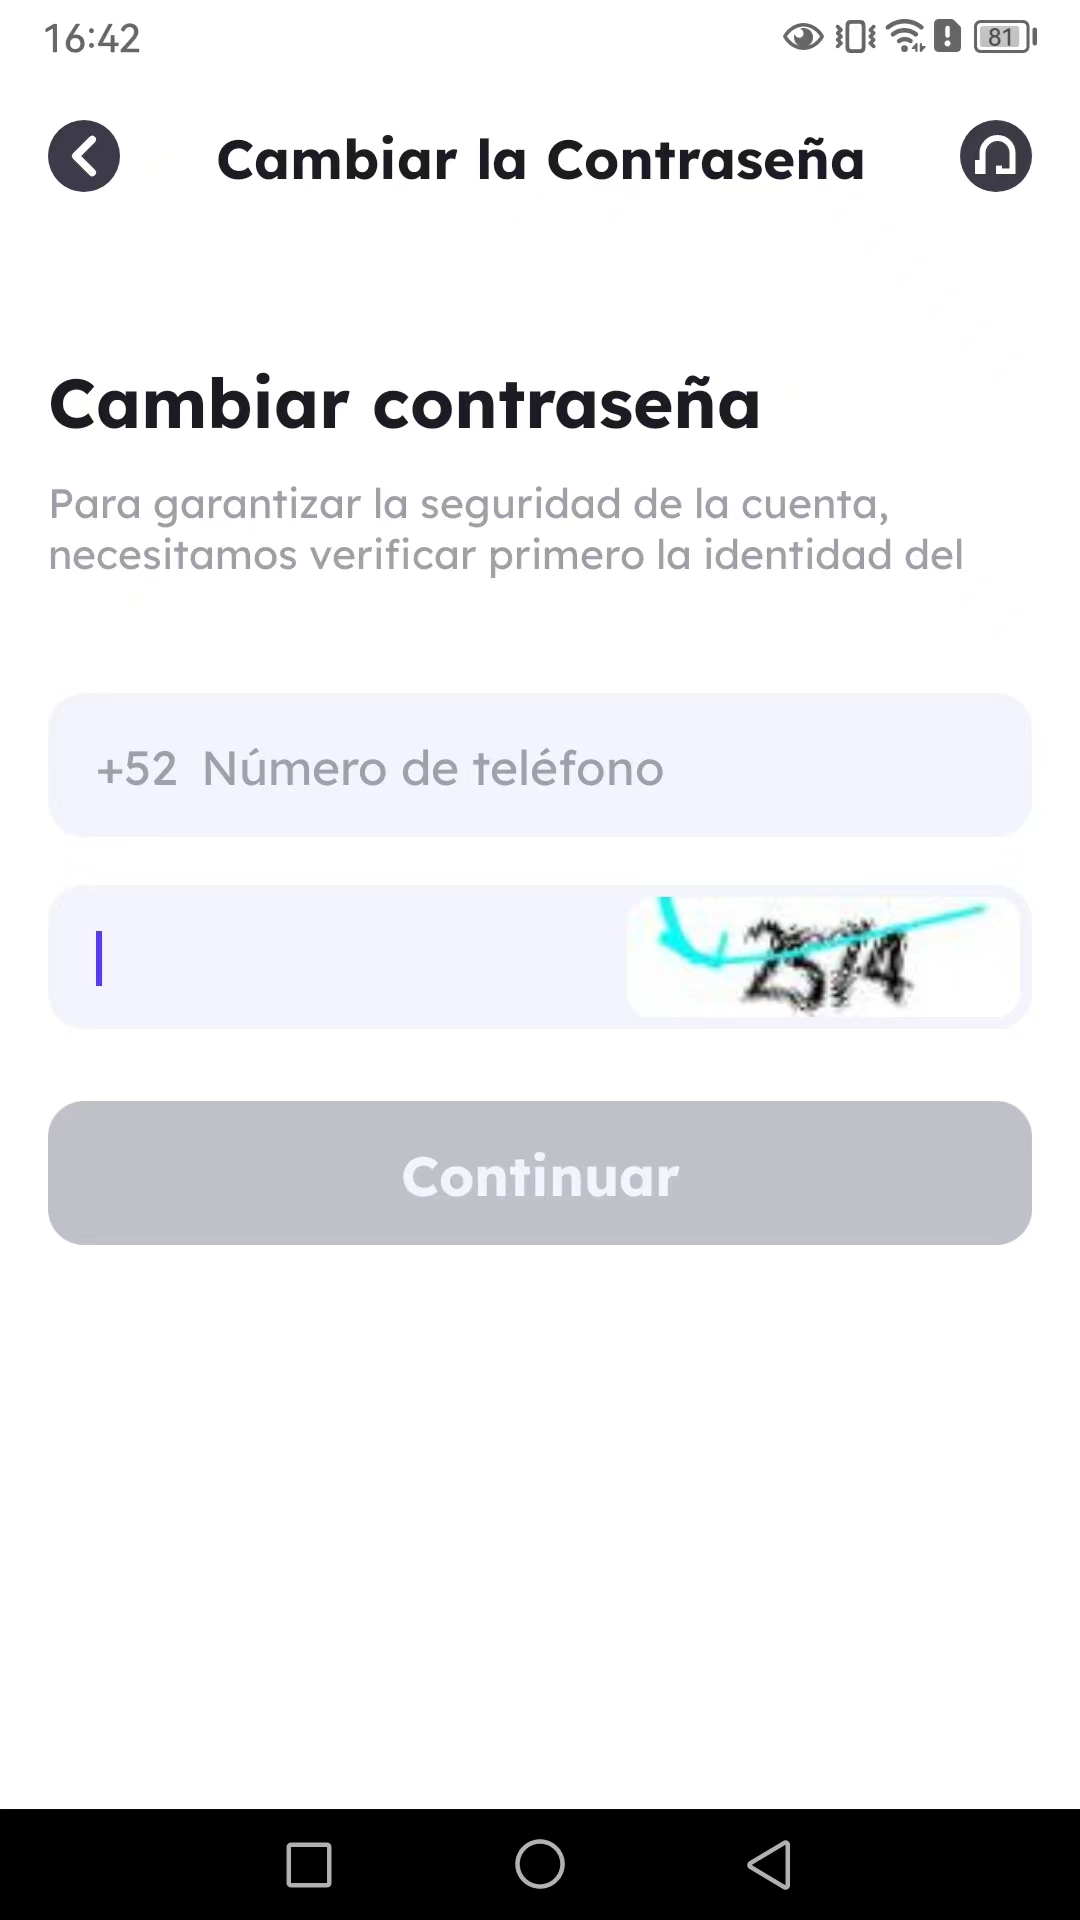 16:42
81
Cambiar la Contraseña
Cambiar contraseña
Para garantizar la seguridad de la cuenta,
necesitamos verificar primero la identidad del
+52 Número de teléfono
2574
Continuar